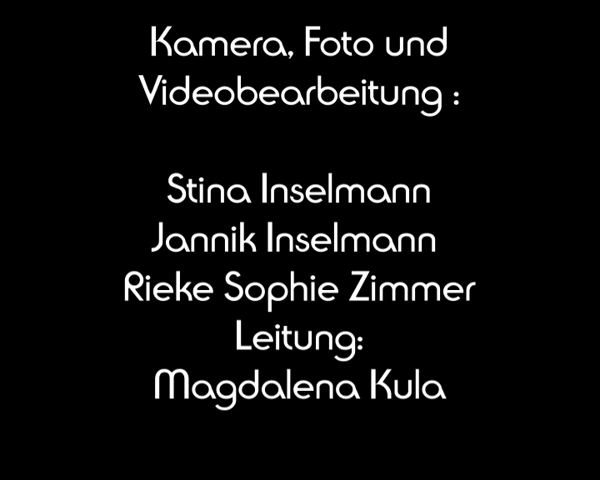 Kamera, Foto und
Videobearbeitung :
Stina Inselmann
Jannik Inselmann
Rieke Sophie Zimmer
Leitung:
Magdalena Kula